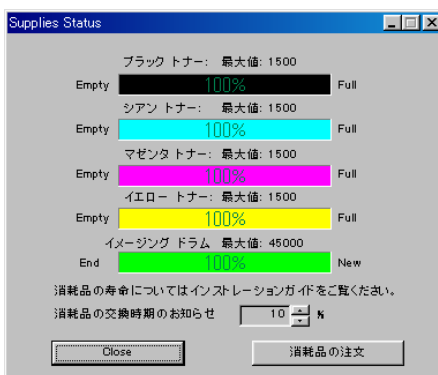 Supplies Status
ブラック トナー: 最大値: 1500
Empty 100% Full
シアン トナー: 最大値: 1500
Empty 100% Full
マゼンタ トナー: 最大値: 1500
Empty 100% Full
イエロー トナー: 最大値: 1500
Empty 100% Full
イメージング ドラム 最大値: 45000
End 100% New
消耗品の寿命についてはインストレーションガイドをご覧ください。
消耗品の交換時期のお知らせ 10 %
Close 消耗品の注文